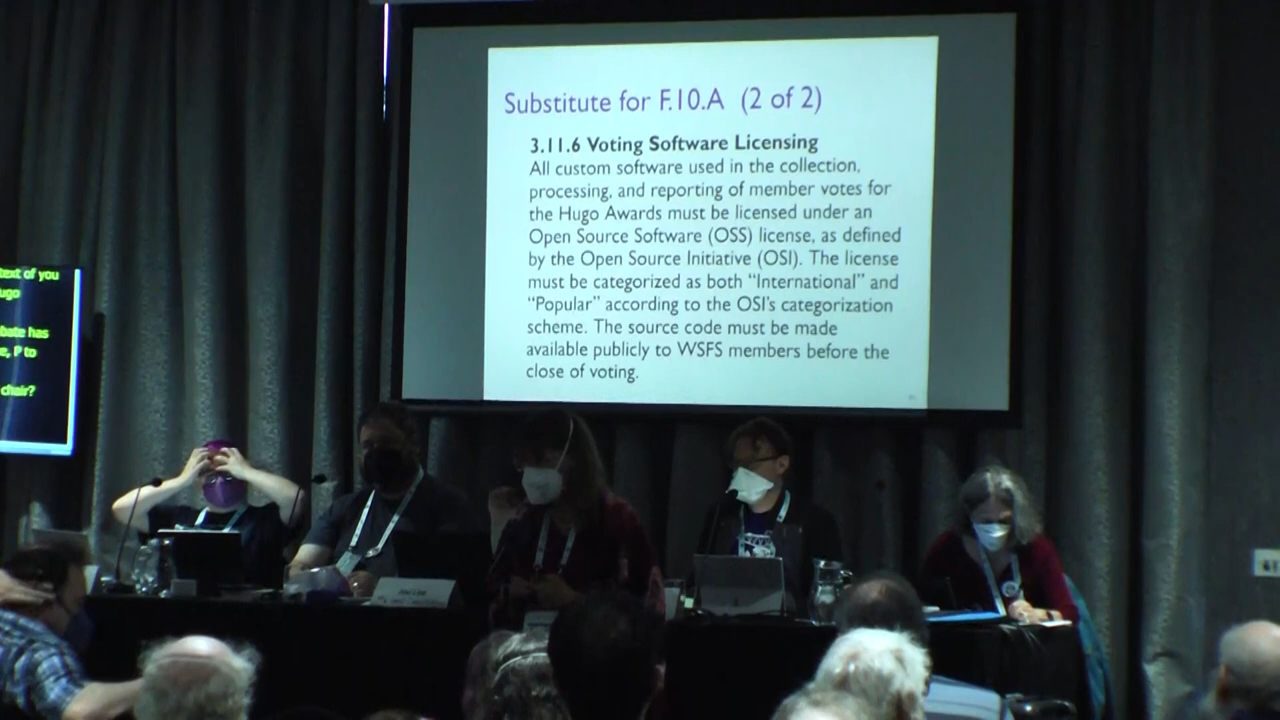 Substitute for F.10.A (2 of 2)
3.11.6 Voting Software Licensing
All custom software used in the collection,
processing, and reporting of member votes for
the Hugo Awards must be licensed under an
Open Source Software (OSS) license, as defined
by the Open Source Initiative (OSI). The license
must be categorized as both “International” and
“Popular” according to the OSI’s categorization
scheme. The source code must be made
available publicly to WSFS members before the
close of voting.
text of you
ugo
bate has
e, P to
chair?